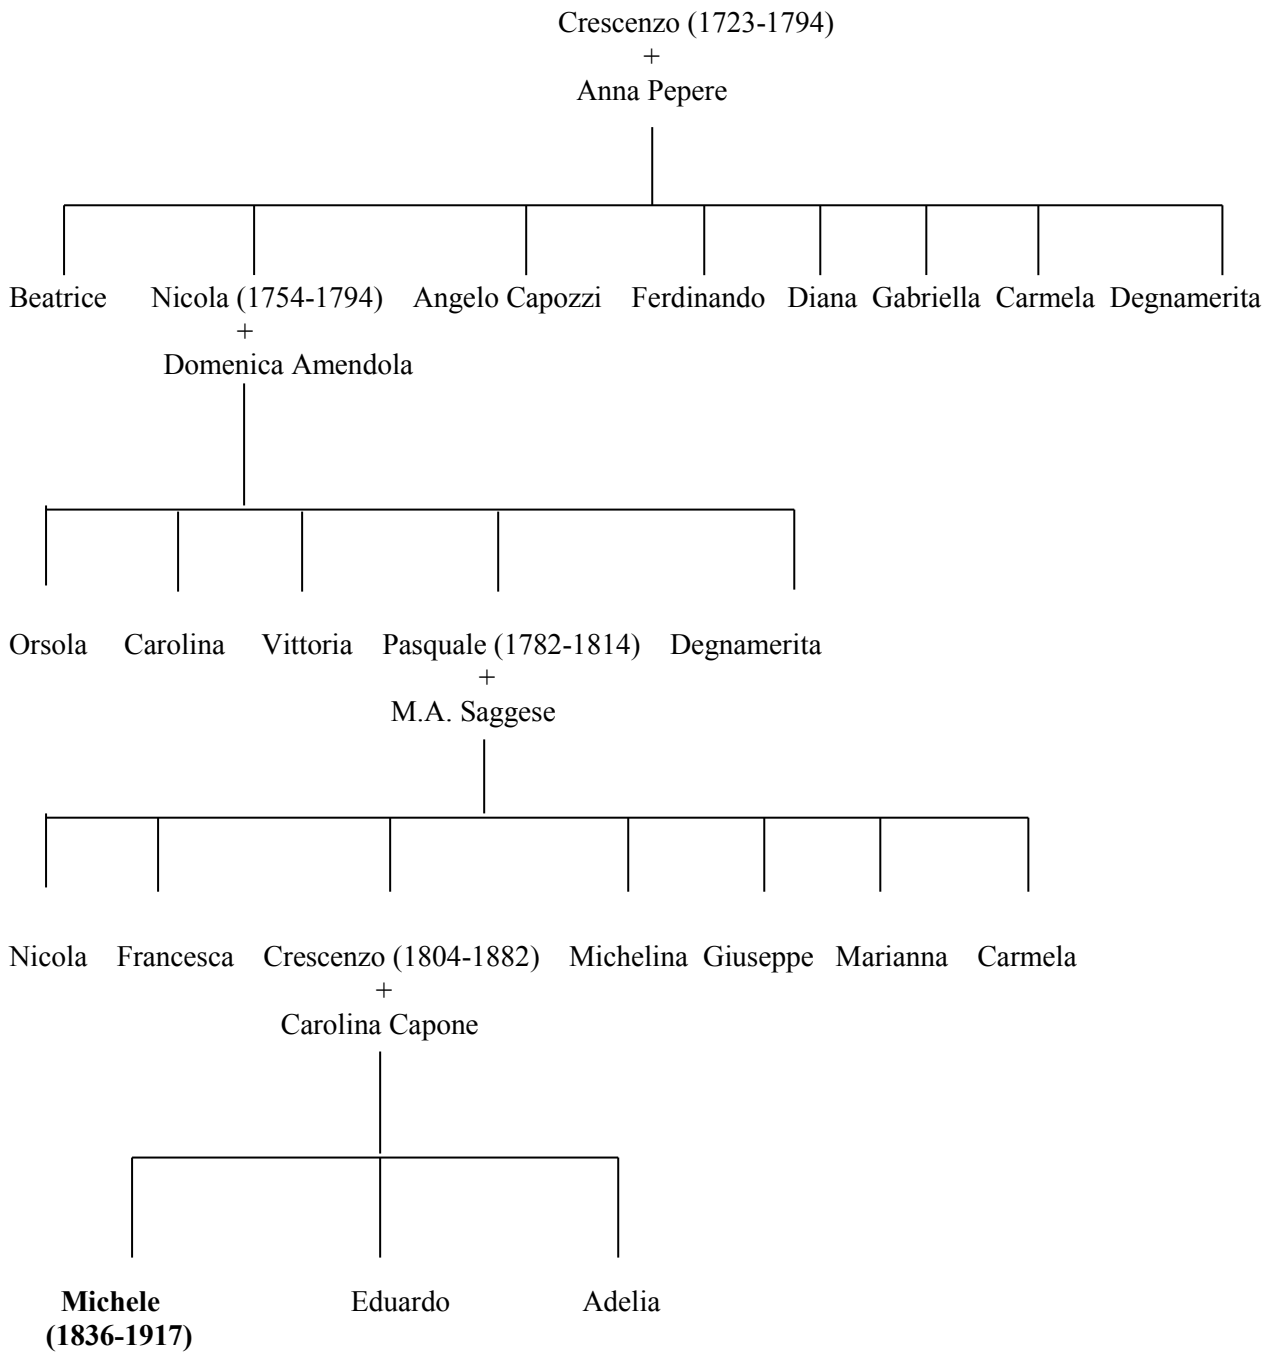 Crescenzo (1723-1794)
+
Anna Pepere
Beatrice Nicola (1754-1794) Angelo Capozzi Ferdinando Diana Gabriella Carmela Degnamerita
+
Domenica Amendola
Orsola Carolina Vittoria Pasquale (1782-1814) Degnamerita
+
M.A. Saggese
Nicola Francesca Crescenzo (1804-1882) Michelina Giuseppe Marianna Carmela
+
Carolina Capone
Michele Eduardo Adelia
(1836-1917)